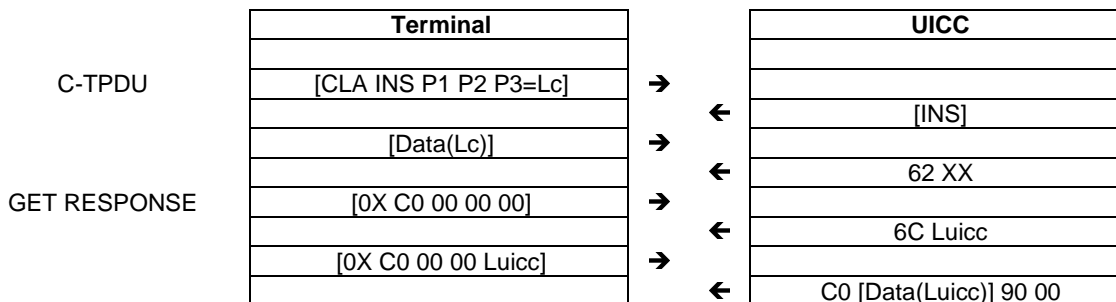 Terminal UICC
C-TPDU [CLA INS P1 P2 P3=Lc] ➔
🡰 [INS]
[Data(Lc)] ➔
🡰 62 XX
GET RESPONSE [0X C0 00 00 00] ➔
🡰 6C Luicc
[0X C0 00 00 Luicc] ➔
🡰 C0 [Data(Luicc)] 90 00